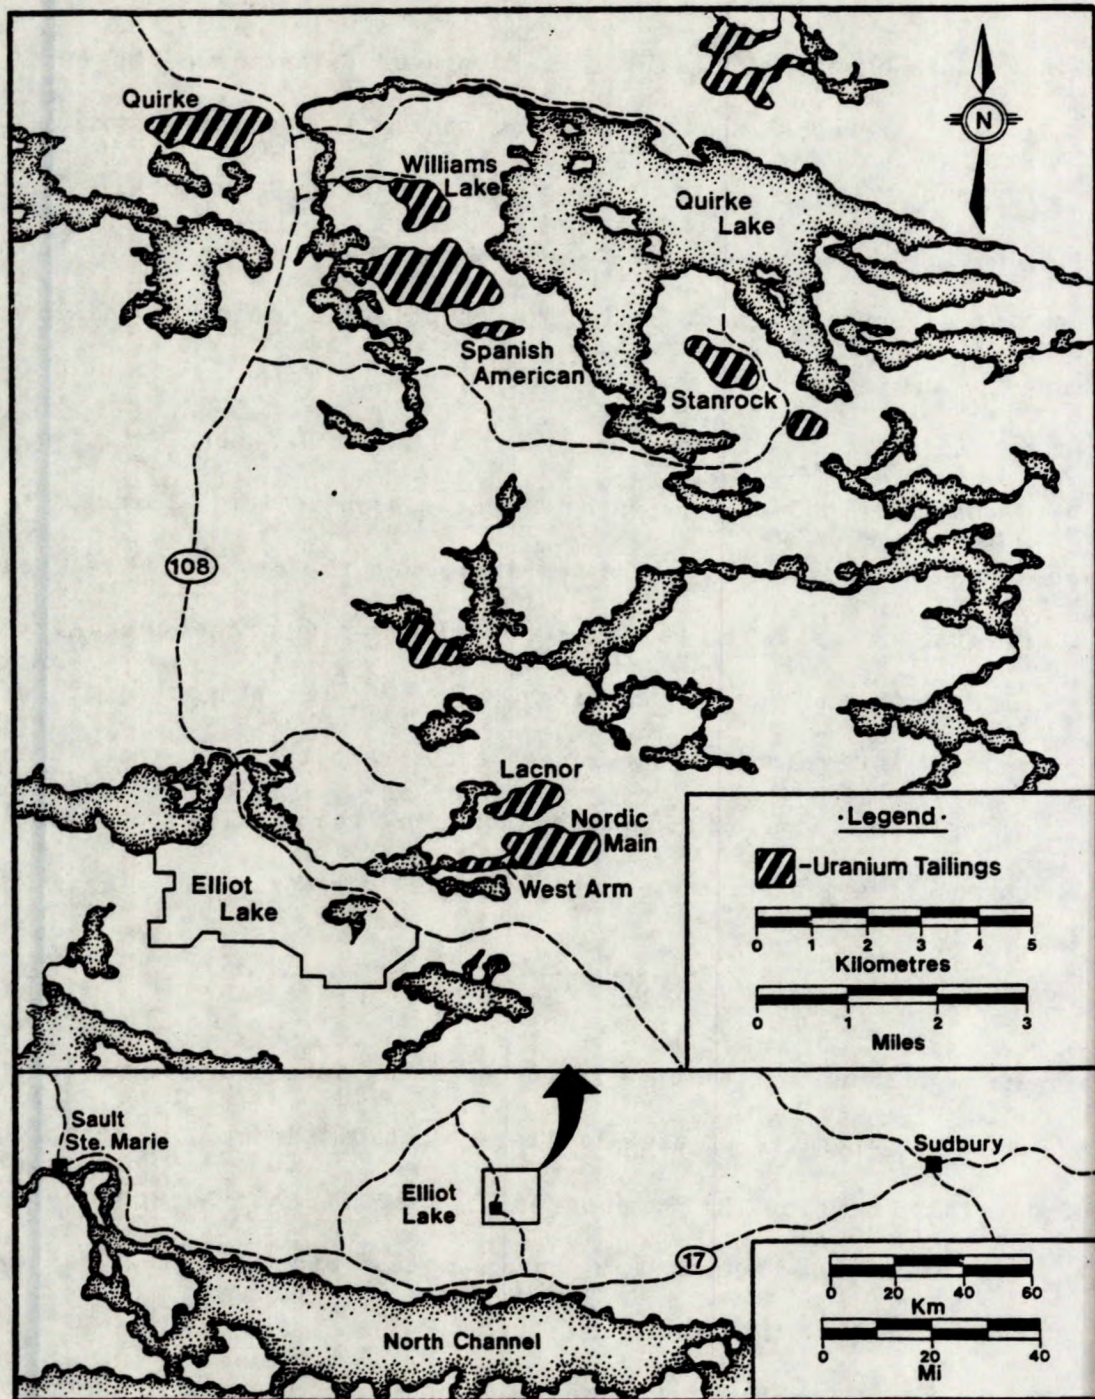 Quirke
Williams
Lake
Quirke
Lake
N
Spanish
American
Stanrock
108
Lacnor
Nordic
Main
West Arm
Elliot
Lake
·Legend·
-Uranium Tailings
0 1 2 3 4 5
Kilometres
0 1 2 3
Miles
Sault
Ste. Marie
Elliot
Lake
Sudbury
17
North Channel
0 20 40 60
Km
0 20 40
Mi